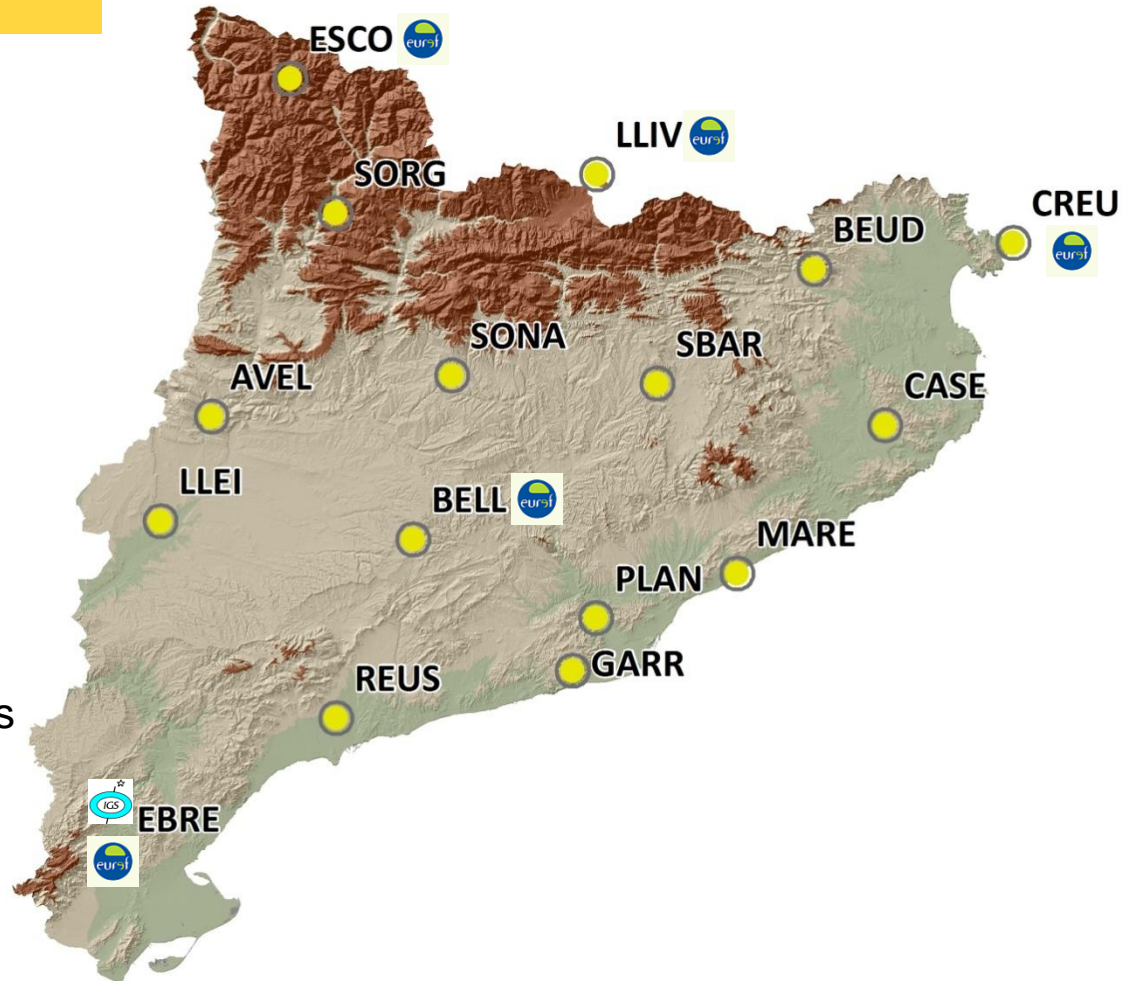 ESCO
euref
LLIV
euref
SORG
CREU
euref
BEUD
SONA
SBAR
AVEL
CASE
LLEI
BELL
euref
MARE
PLAN
GARR
REUS
s
IGS
EBRE
euref